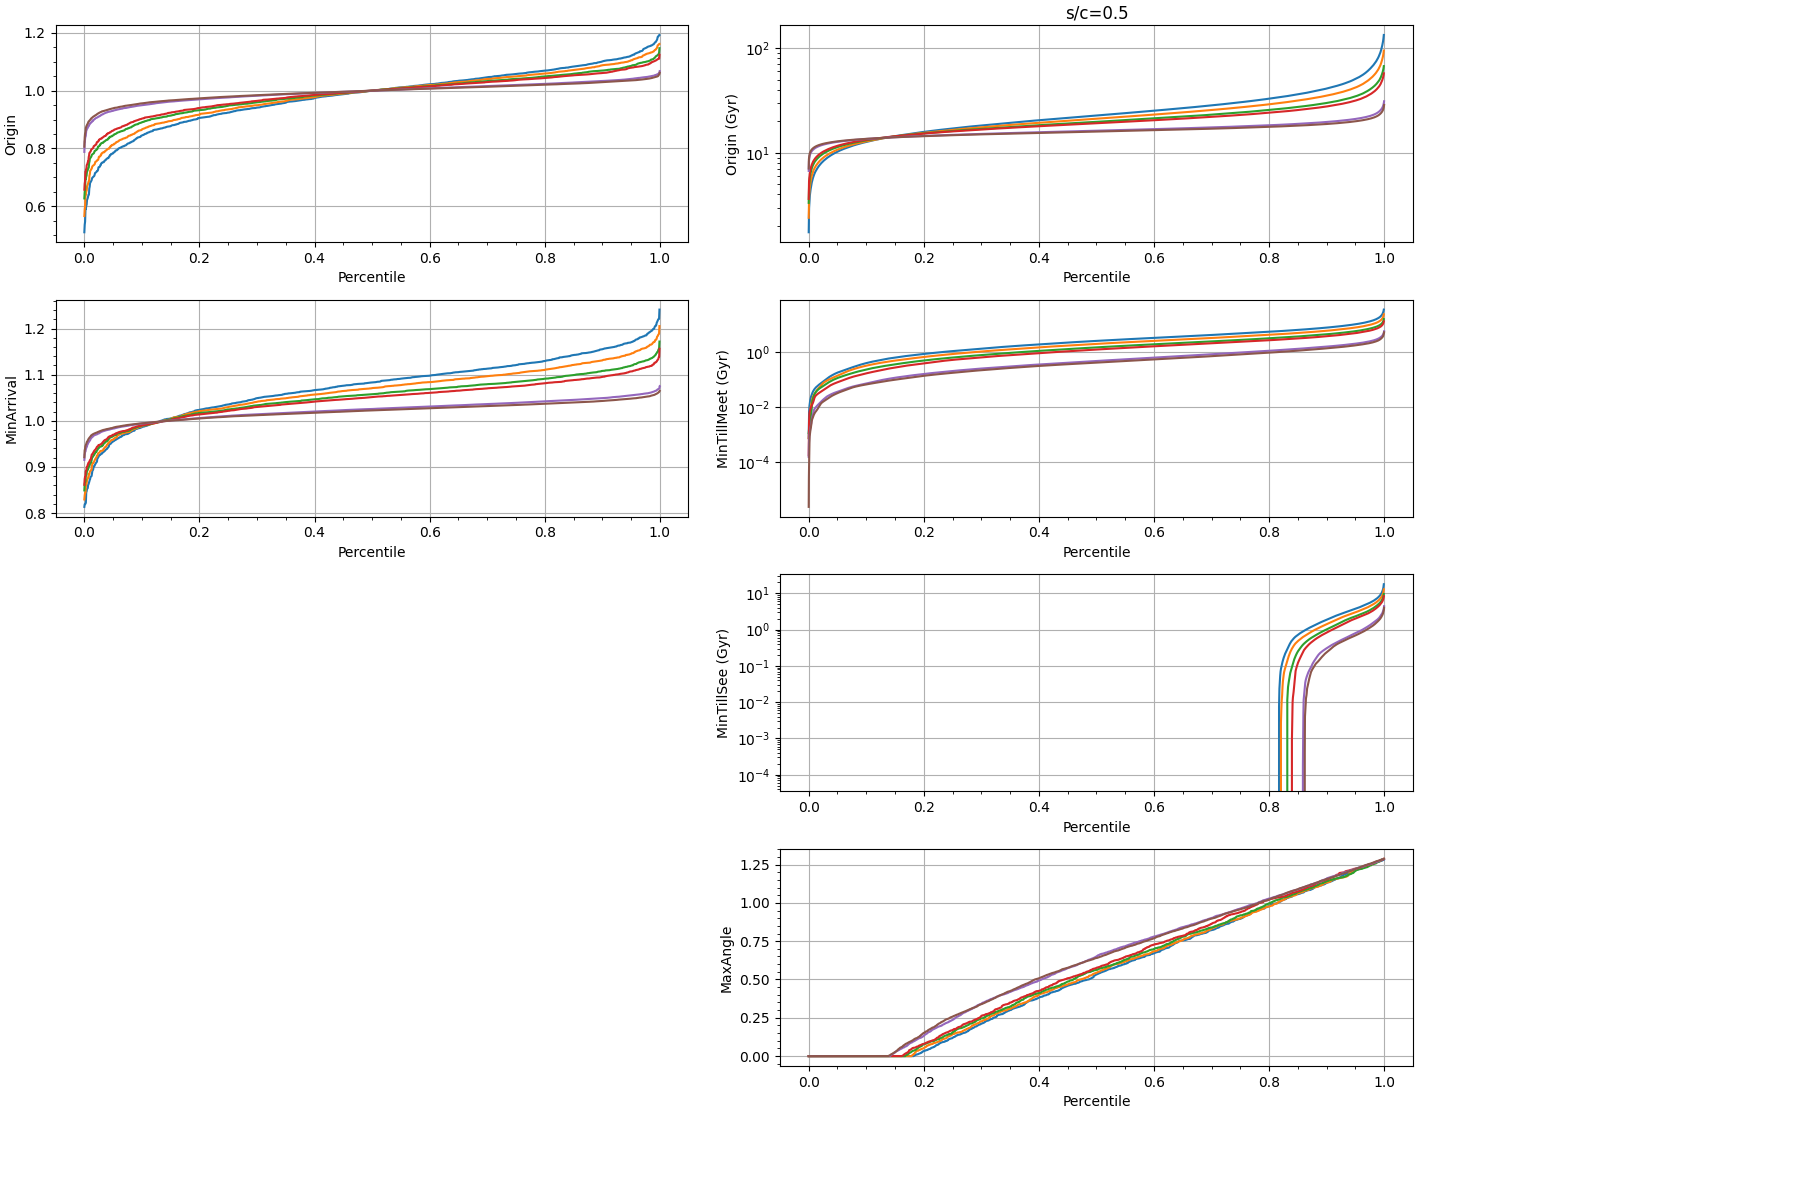 s/c=0.5
Origin
1.2
1.0
0.8
0.6
0.0 0.2 0.4 0.6 0.8 1.0
Percentile
Origin (Gyr)
10²
10¹
0.0 0.2 0.4 0.6 0.8 1.0
Percentile
MinArrival
1.2
1.1
1.0
0.9
0.8
0.0 0.2 0.4 0.6 0.8 1.0
Percentile
MinTillMeet (Gyr)
10⁰
10⁻²
10⁻⁴
0.0 0.2 0.4 0.6 0.8 1.0
Percentile
MinTillSee (Gyr)
10¹
10⁰
10⁻¹
10⁻²
10⁻³
10⁻⁴
0.0 0.2 0.4 0.6 0.8 1.0
Percentile
MaxAngle
1.25
1.00
0.75
0.50
0.25
0.00
0.0 0.2 0.4 0.6 0.8 1.0
Percentile